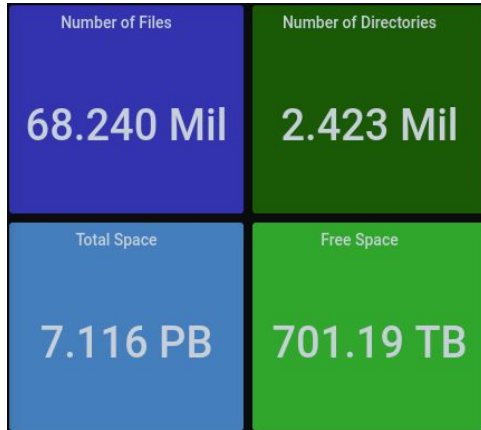 Number of Files
68.240 Mil
Number of Directories
2.423 Mil
Total Space
7.116 PB
Free Space
701.19 TB